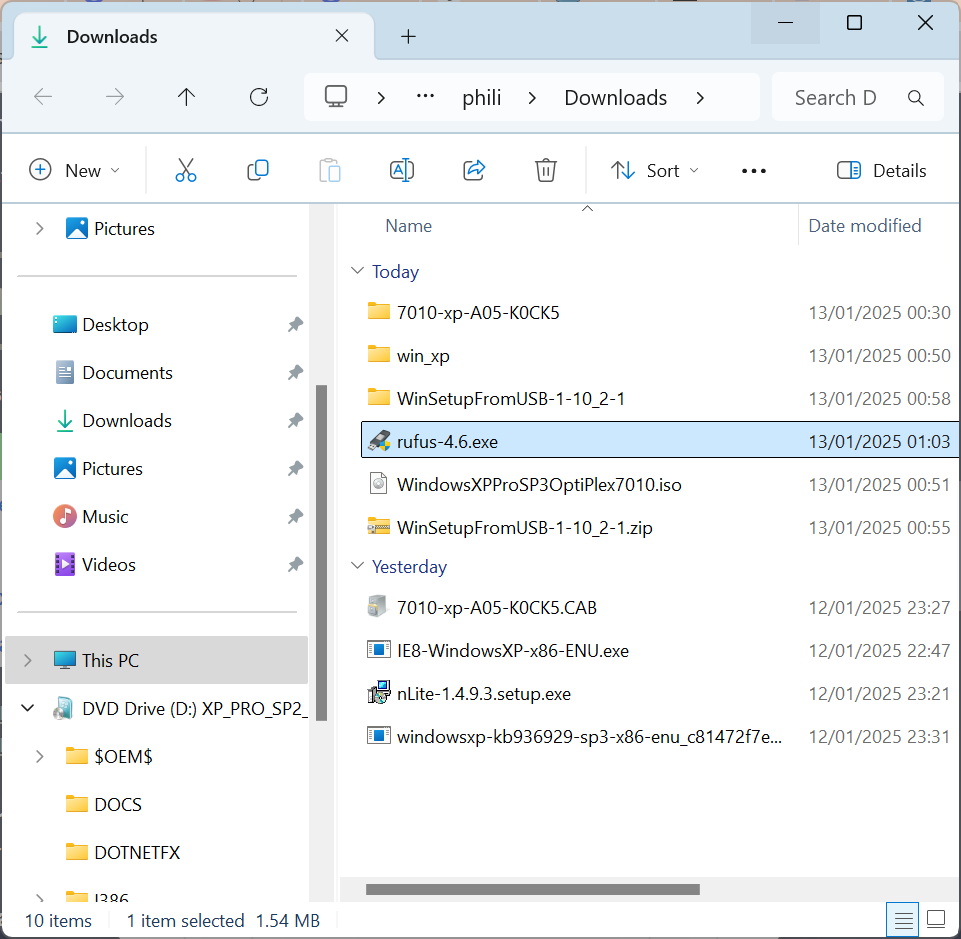 Downloads
phili Downloads Search D
New Sort Details
Name Date modified
Pictures
Desktop
Documents
Downloads
Pictures
Music
Videos
This PC
DVD Drive (D:) XP_PRO_SP2_
$OEM$
DOCS
DOTNETFX
I386
Today
7010-xp-A05-K0CK5 13/01/2025 00:30
win_xp 13/01/2025 00:50
WinSetupFromUSB-1-10_2-1 13/01/2025 00:58
rufus-4.6.exe 13/01/2025 01:03
WindowsXPProSP3OptiPlex7010.iso 13/01/2025 00:51
WinSetupFromUSB-1-10_2-1.zip 13/01/2025 00:55
Yesterday
7010-xp-A05-K0CK5.CAB 12/01/2025 23:27
IE8-WindowsXP-x86-ENU.exe 12/01/2025 22:47
nLite-1.4.9.3.setup.exe 12/01/2025 23:21
windowsxp-kb936929-sp3-x86-enu_c81472f7e... 12/01/2025 23:31
10 items 1 item selected 1.54 MB